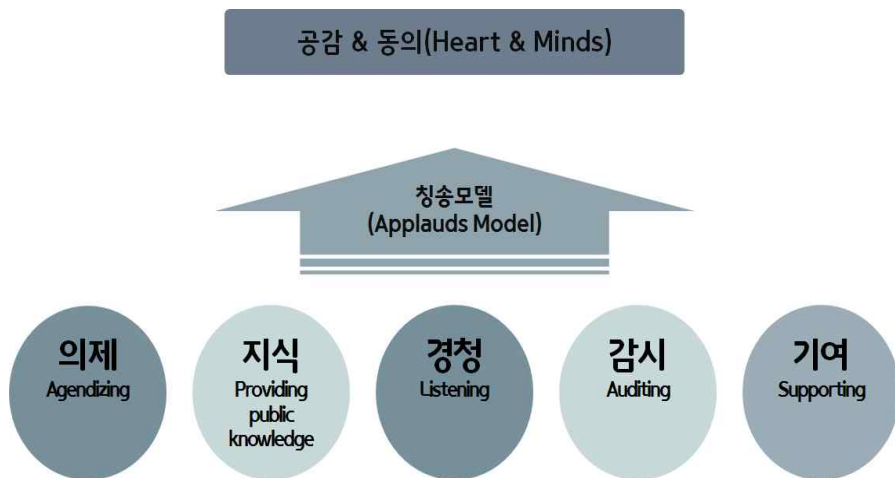 공감 & 동의(Heart & Minds)
칭송모델
(Applauds Model)
의제
Agendizing
지식
Providing
public
knowledge
경청
Listening
감시
Auditing
기여
Supporting